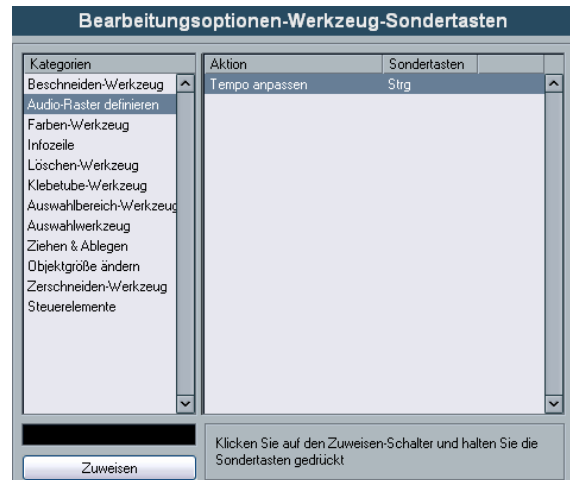 Bearbeitungsoptionen-Werkzeug-Sondertasten
Kategorien
Beschneiden-Werkzeug
Audio-Raster definieren
Farben-Werkzeug
Infozeile
Löschen-Werkzeug
Klebetube-Werkzeug
Auswahlbereich-Werkzeug
Auswahlwerkzeug
Ziehen & Ablegen
Objektgröße ändern
Zerschneiden-Werkzeug
Steuerelemente
Aktion Sondertasten
Tempo anpassen Strg
Zuweisen
Klicken Sie auf den Zuweisen-Schalter und halten Sie die
Sondertasten gedrückt